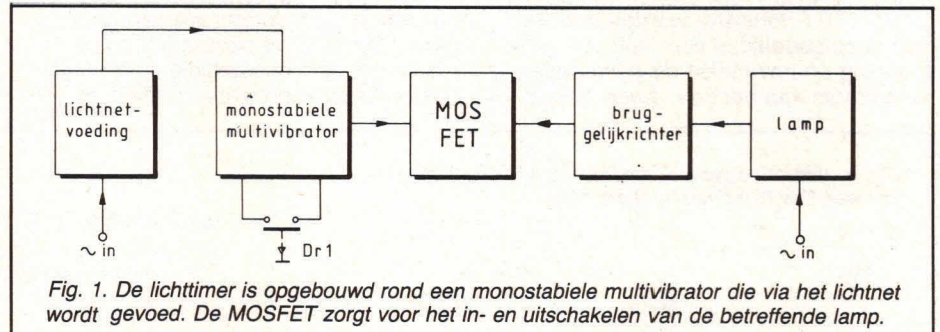 lichtnet-
voeding
monostabiele
multivibrator
MOS
FET
brug-
gelijkrichter
lamp
∼ in
Dr1
∼ in
Fig. 1. De lichttimer is opgebouwd rond een monostabiele multivibrator die via het lichtnet
wordt gevoed. De MOSFET zorgt voor het in- en uitschakelen van de betreffende lamp.